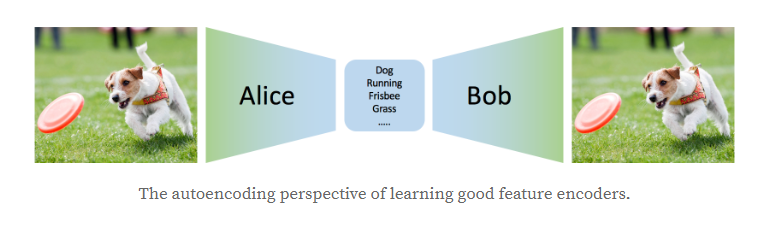 Alice
Dog
Running
Frisbee
Grass
.....
Bob
The autoencoding perspective of learning good feature encoders.